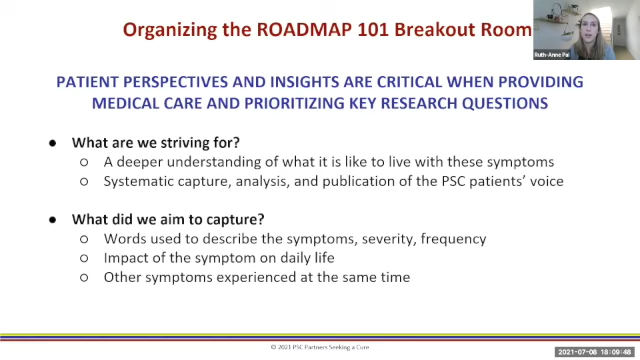 Organizing the ROADMAP 101 Breakout Room
Ruth-Anne Pai
PATIENT PERSPECTIVES AND INSIGHTS ARE CRITICAL WHEN PROVIDING
MEDICAL CARE AND PRIORITIZING KEY RESEARCH QUESTIONS
● What are we striving for?
○ A deeper understanding of what it is like to live with these symptoms
○ Systematic capture, analysis, and publication of the PSC patients’ voice
● What did we aim to capture?
○ Words used to describe the symptoms, severity, frequency
○ Impact of the symptom on daily life
○ Other symptoms experienced at the same time
© 2021 PSC Partners Seeking a Cure
2021-07-08 18:09:48